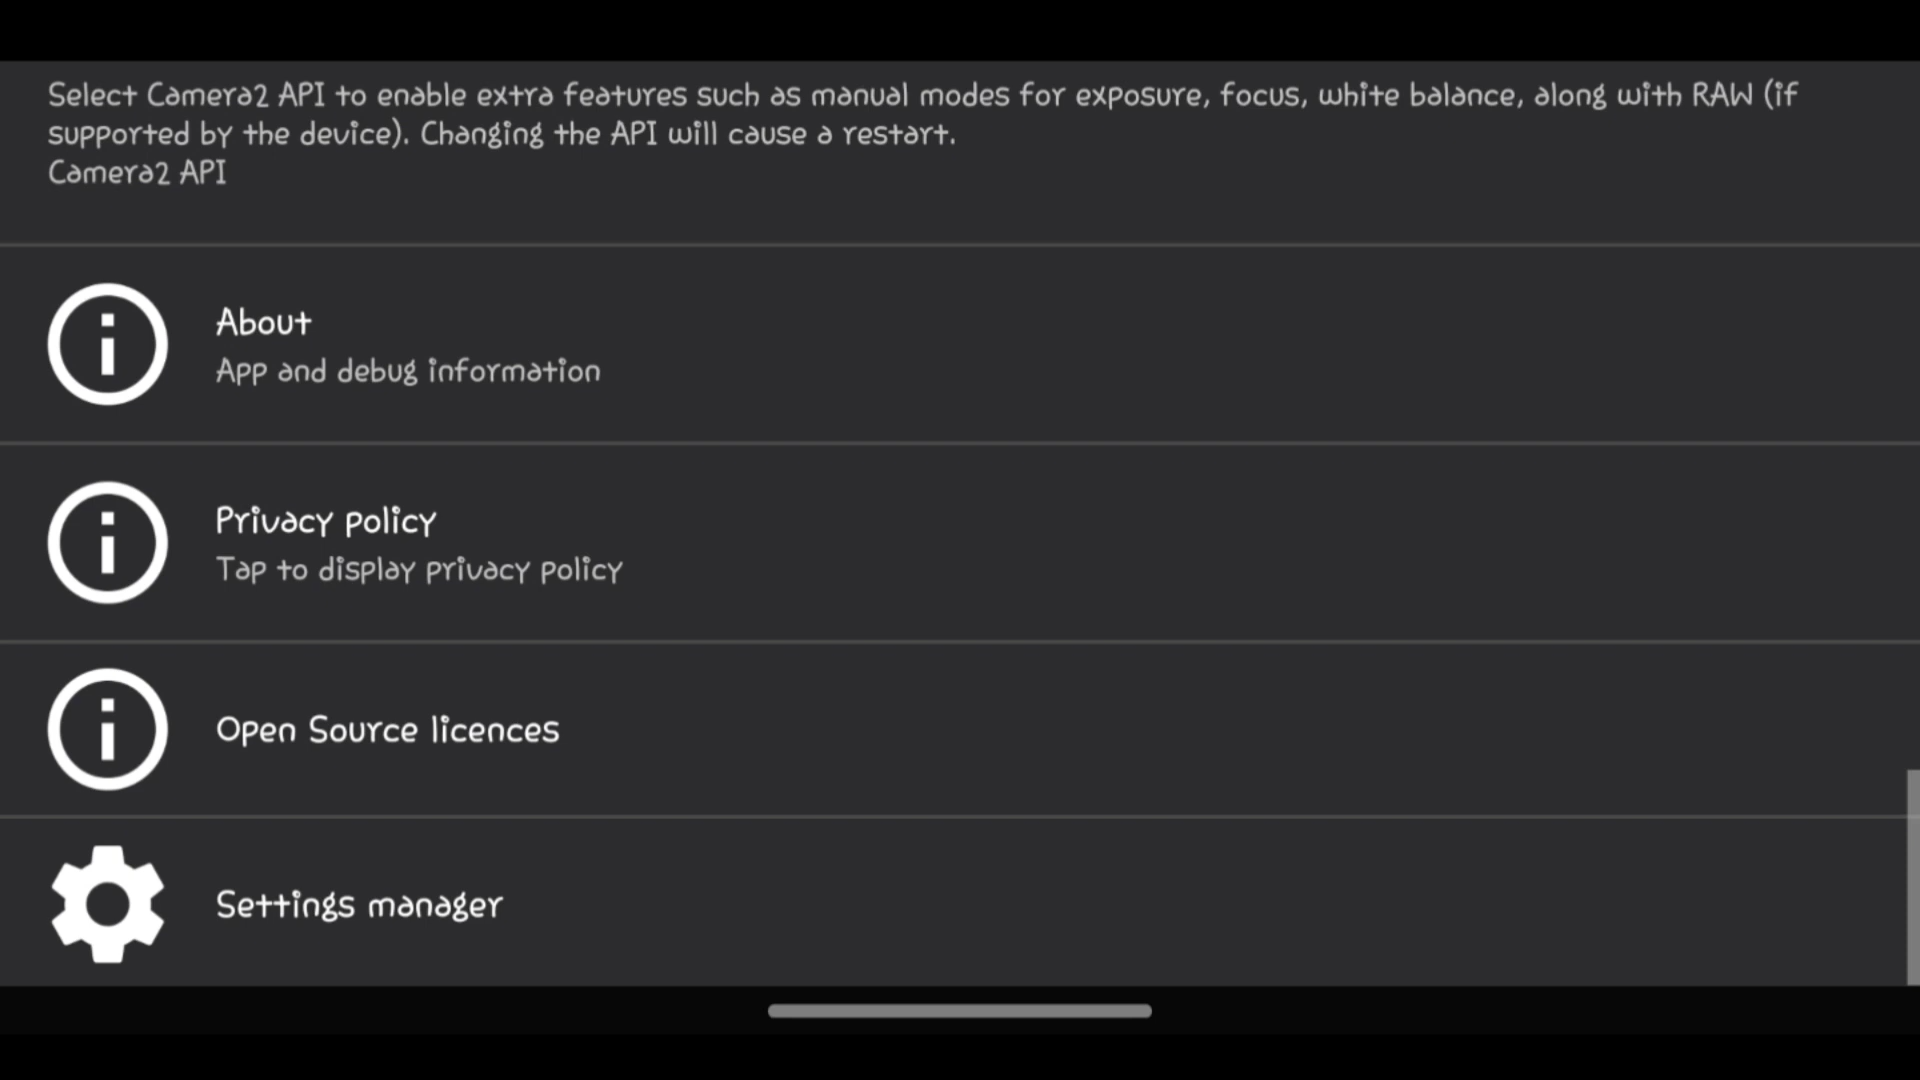 Select Camera2 API to enable extra features such as manual modes for exposure, focus, white balance, along with RAW (if
supported by the device). Changing the API will cause a restart.
Camera2 API
About
App and debug information
Privacy policy
Tap to display privacy policy
Open Source licences
Settings manager